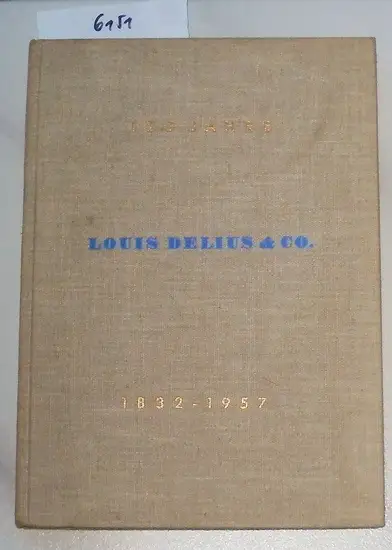 6151
125 JAHRE
LOUIS DELIUS & CO.
1832-1957